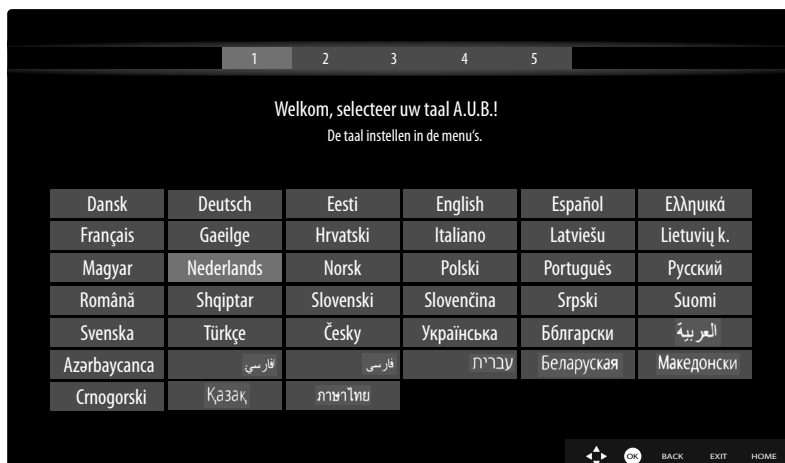 1 2 3 4 5
Welkom, selecteer uw taal A.U.B.!
De taal instellen in de menu's.
Dansk Deutsch Eesti English Español Ελληυικά
Français Gaeilge Hrvatski Italiano Latviešu Lietuvių k.
Magyar Nederlands Norsk Polski Português Русский
Română Shqiptar Slovenski Slovenčina Srpski Suomi
Svenska Türkçe Česky Українська Бблгарски العربية
Azərbaycanca فارسي فارسی עברית Беларуская Македонски
Crnogorski Қазақ ภาษาไทย
OK BACK EXIT HOME